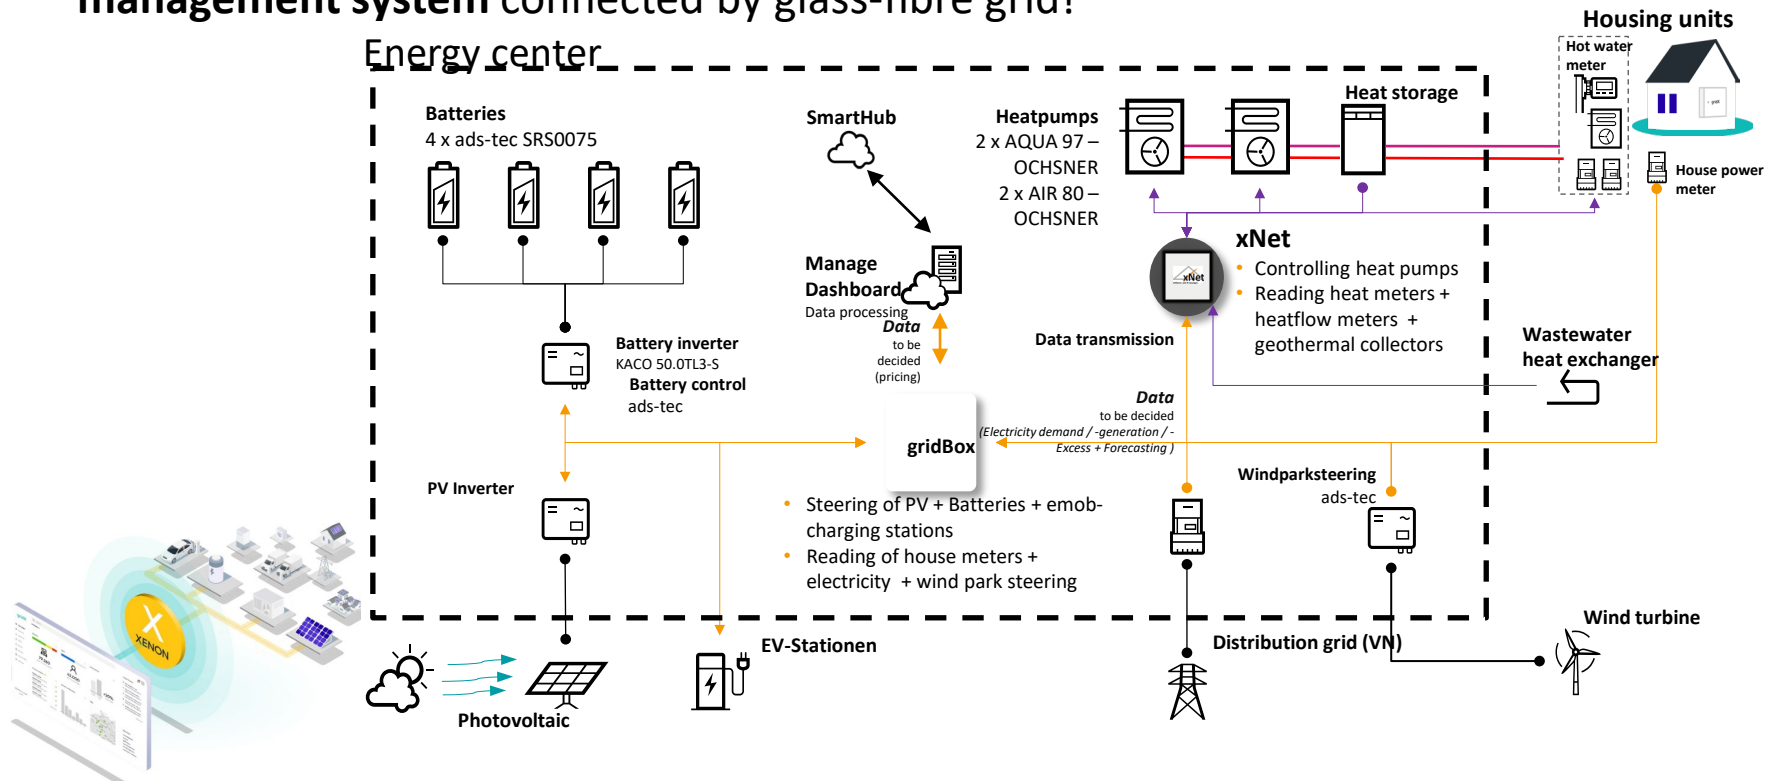 management system connected by glass-fibre grid!
Energy center
Housing units
Hot water
meter
House power
meter
Batteries
4 x ads-tec SRS0075
SmartHub
Heatpumps
2 x AQUA 97 –
OCHSNER
2 x AIR 80 –
OCHSNER
Heat storage
Manage
Dashboard
Data processing
Data
to be
decided
(pricing)
xNet
xNet
• Controlling heat pumps
• Reading heat meters +
heatflow meters +
geothermal collectors
Data transmission
Wastewater
heat exchanger
Battery inverter
KACO 50.0TL3-S
Battery control
ads-tec
Data
to be decided
(Electricity demand / -generation / -
Excess + Forecasting )
gridBox
PV Inverter
Windparksteering
ads-tec
• Steering of PV + Batteries + emob-
charging stations
• Reading of house meters +
electricity + wind park steering
X
XENON
EV-Stationen
Distribution grid (VN)
Wind turbine
Photovoltaic